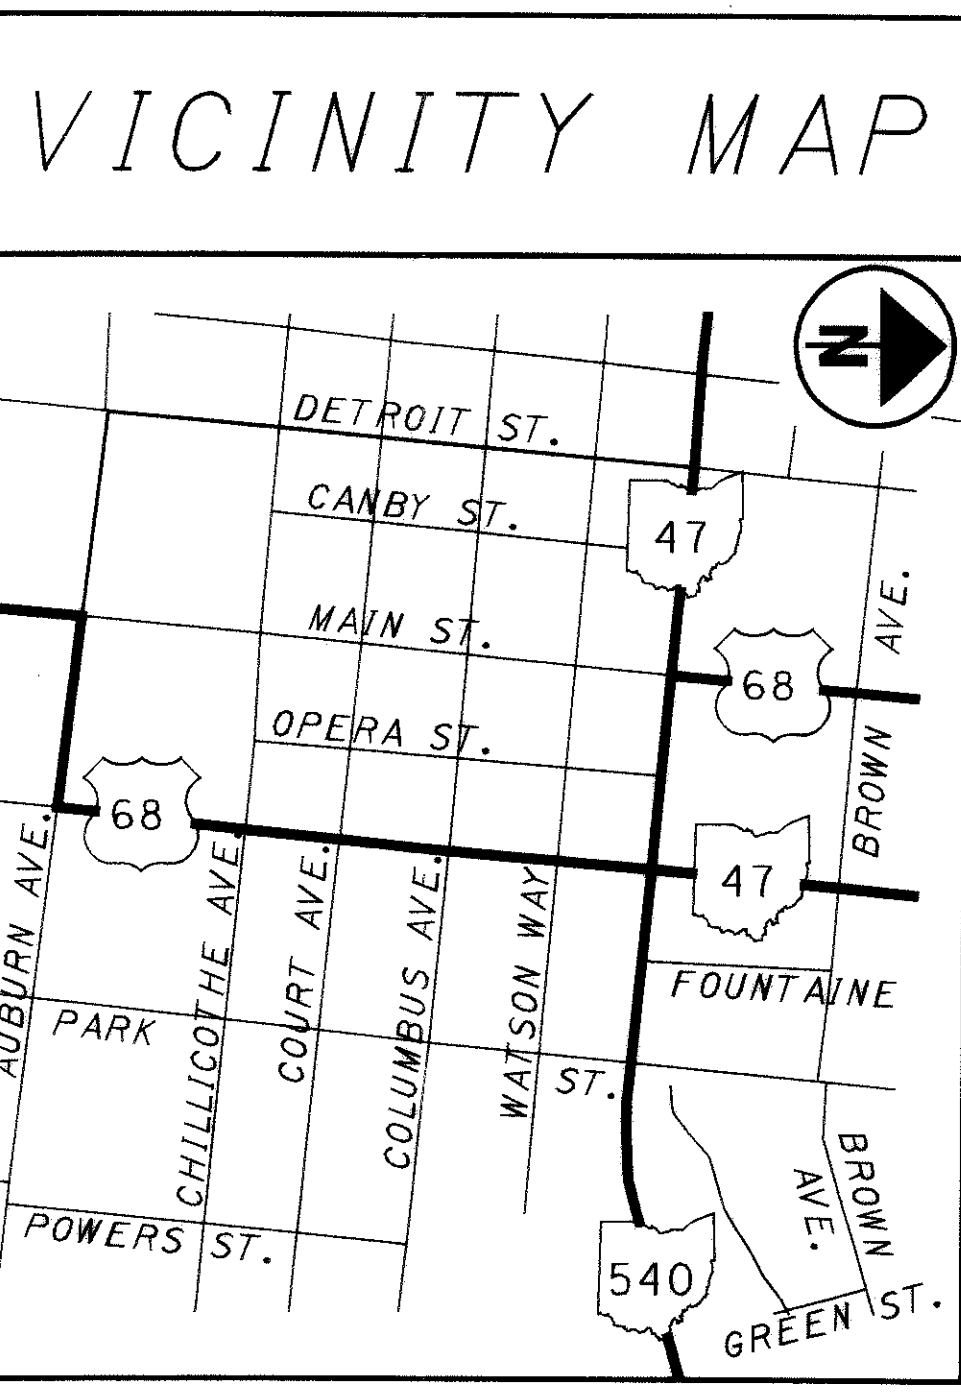 VICINITY MAP
N
DETROIT ST.
CANBY ST.
47
MAIN ST.
68
BROWN AVE.
OPERA ST.
68
47
AUBURN AVE.
CHILLICOTHE AVE.
COURT AVE.
COLUMBUS AVE.
WATSON WAY
FOUNTAINE
PARK ST.
BROWN AVE.
POWERS ST.
540
GREEN ST.